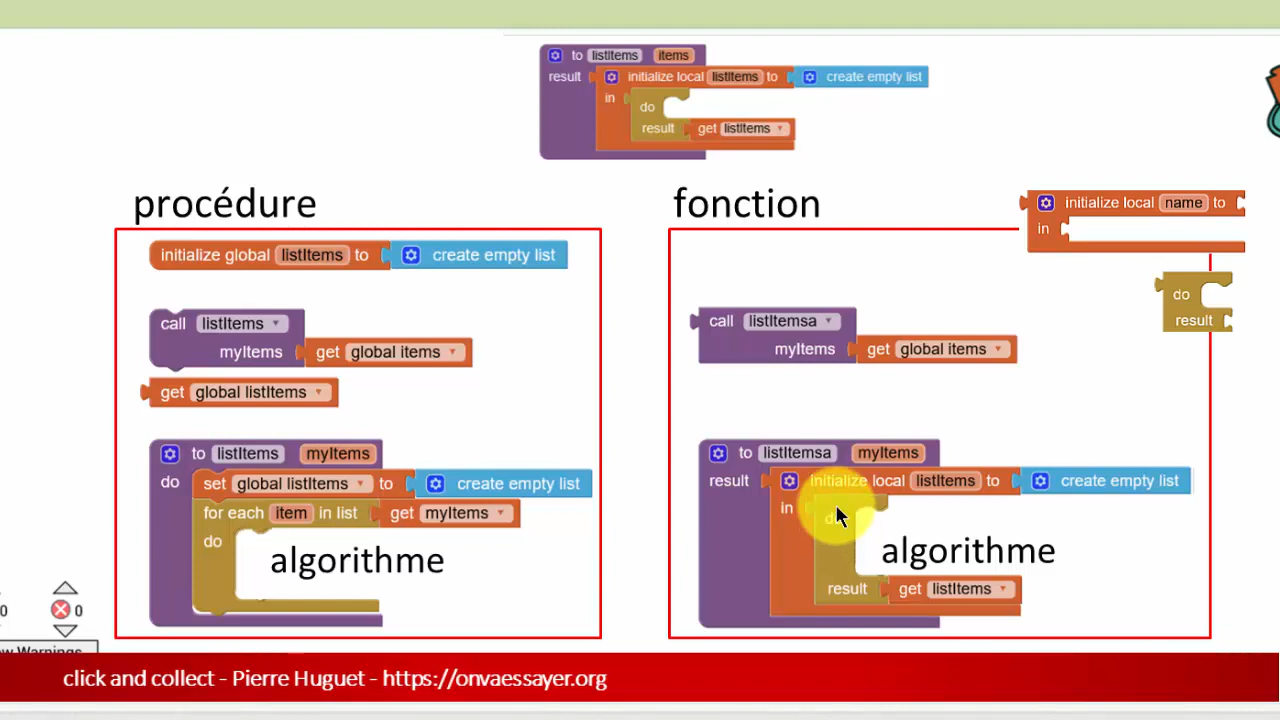 to listItems items
result initialize local listItems to create empty list
in do
result get listItems
procédure
initialize global listItems to create empty list
call listItems
myItems get global items
get global listItems
to listItems myItems
do set global listItems to create empty list
for each item in list get myItems
do
algorithme
fonction
initialize local name to
in
do
result
call listItemsa
myItems get global items
to listItemsa myItems
result initialize local listItems to create empty list
in do
algorithme
result get listItems
0 0
Warnings
click and collect - Pierre Huguet - https://onvaessayer.org